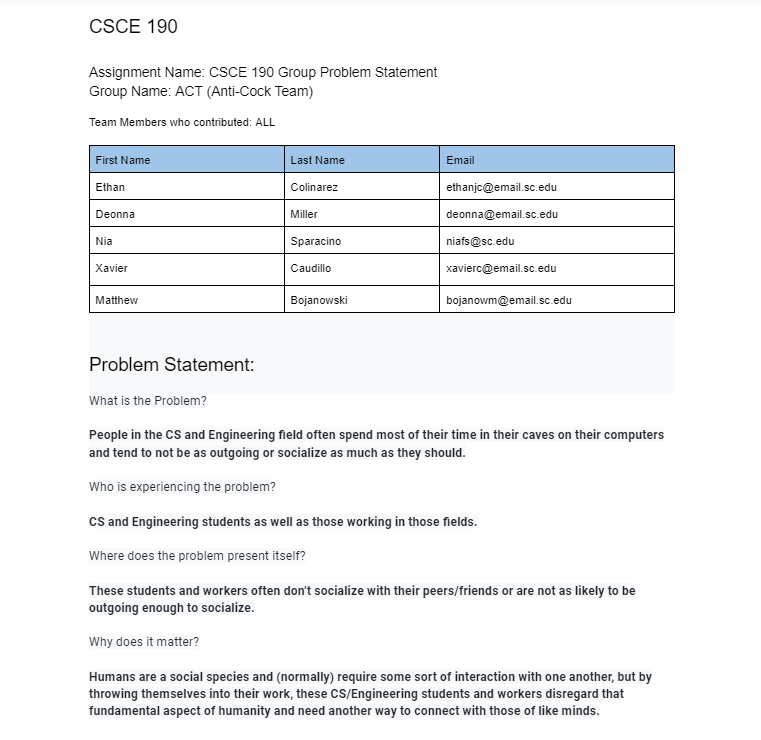 CSCE 190
Assignment Name: CSCE 190 Group Problem Statement
Group Name: ACT (Anti-Cock Team)
Team Members who contributed: ALL
First Name Last Name Email
Ethan Colinarez ethanjc@email.sc.edu
Deonna Miller deonna@email.sc.edu
Nia Sparacino niafs@sc.edu
Xavier Caudillo xavierc@email.sc.edu
Matthew Bojanowski bojanowm@email.sc.edu
Problem Statement:
What is the Problem?
People in the CS and Engineering field often spend most of their time in their caves on their computers
and tend to not be as outgoing or socialize as much as they should.
Who is experiencing the problem?
CS and Engineering students as well as those working in those fields.
Where does the problem present itself?
These students and workers often don't socialize with their peers/friends or are not as likely to be
outgoing enough to socialize.
Why does it matter?
Humans are a social species and (normally) require some sort of interaction with one another, but by
throwing themselves into their work, these CS/Engineering students and workers disregard that
fundamental aspect of humanity and need another way to connect with those of like minds.